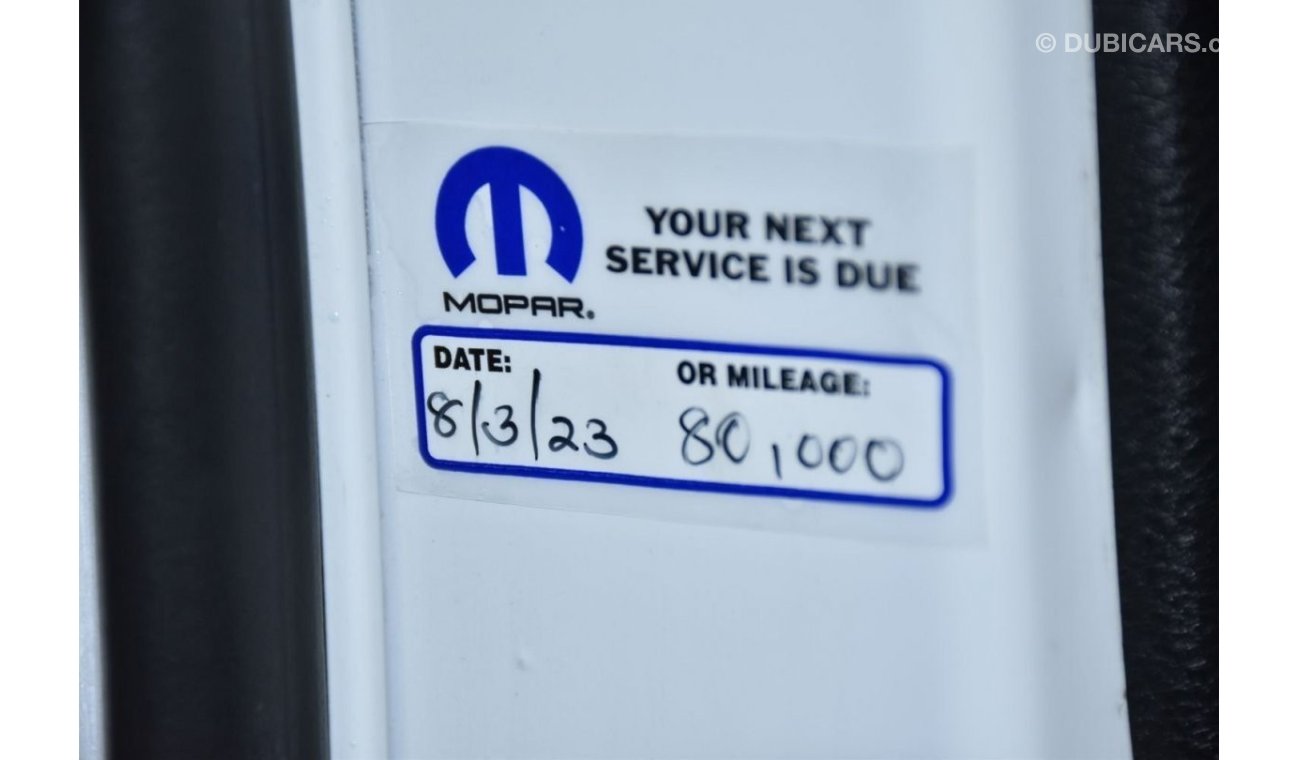 © DUBICARS.c
YOUR NEXT
SERVICE IS DUE
MOPAR®
DATE: OR MILEAGE:
8/3/23 80,000